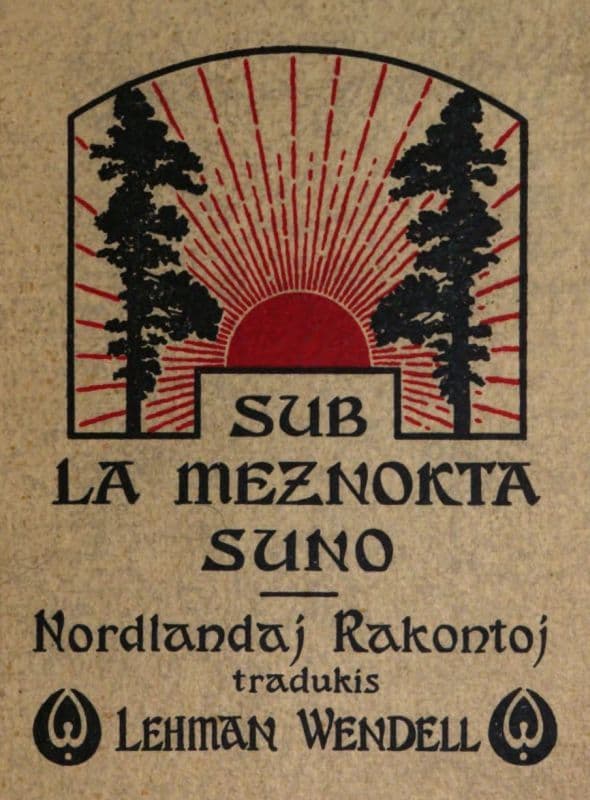 SUB
LA MEZNOKTA
SUNO
Nordlandaj Rakontoj
tradukis
LEHMAN WENDELL